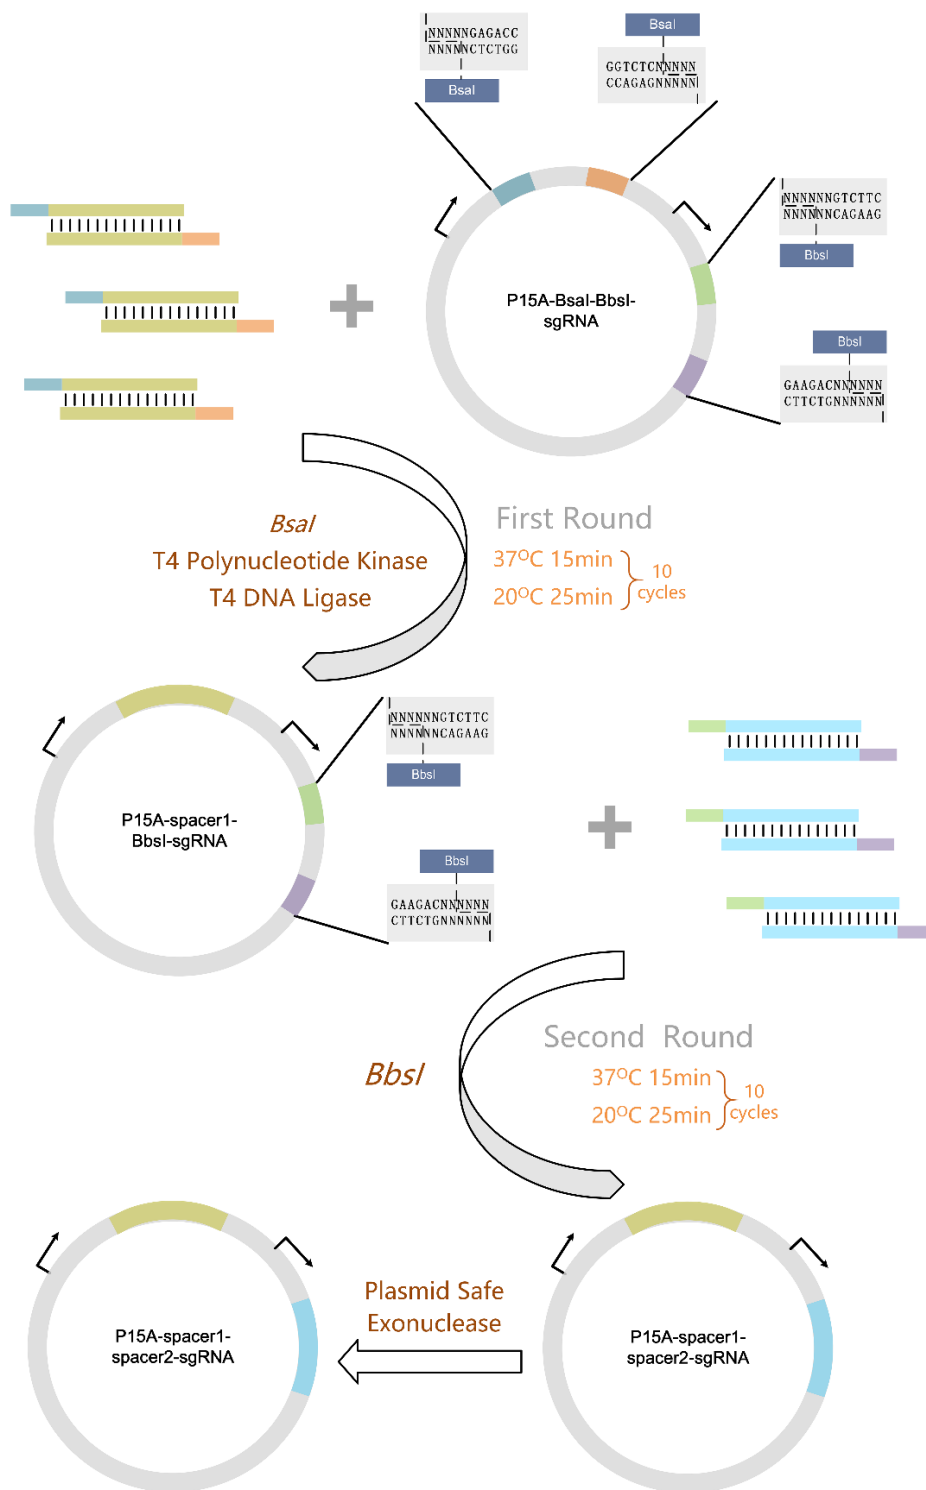 NNNNNGAGACC
NNNNNCTCTGG
BsaI
BsaI
GGTCTCNNNNN
CCAGAGNNNNN
NNNNNNGTCTTC
NNNNNNCAGAAG
BbsI
P15A-BsaI-BbsI-
sgRNA
BbsI
GAAGACNNNNNN
CTTCTGNNNNNN
BsaI
T4 Polynucleotide Kinase
T4 DNA Ligase
First Round
37°C 15min
20°C 25min
10
cycles
NNNNNNGTCTTC
NNNNNNCAGAAG
BbsI
P15A-spacer1-
BbsI-sgRNA
BbsI
GAAGACNNNNNN
CTTCTGNNNNNN
BbsI
Second Round
37°C 15min
20°C 25min
10
cycles
P15A-spacer1-
spacer2-sgRNA
Plasmid Safe
Exonuclease
P15A-spacer1-
spacer2-sgRNA